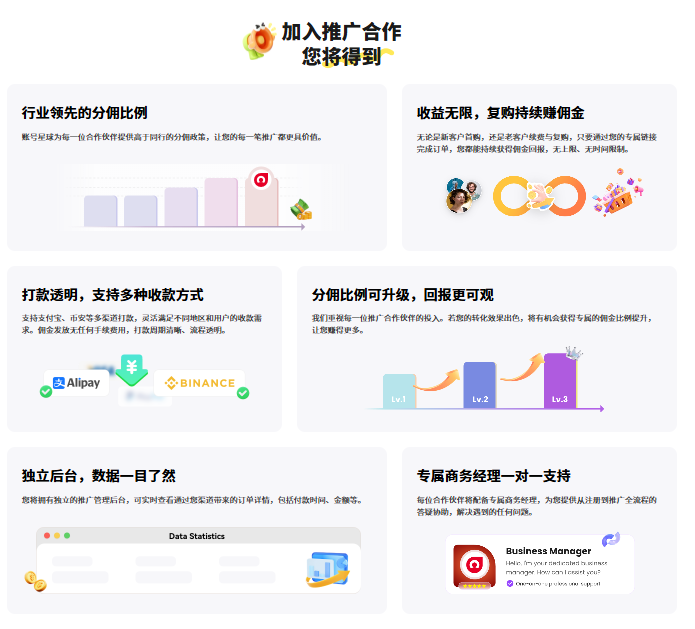 加入推广合作
您将得到
行业领先的分佣比例
账号星球为每一位合作伙伴提供高于同行的分佣政策，让您的每一笔推广都更具价值。
收益无限，复购持续赚佣金
无论是新客户首购，还是老客户续费与复购，只要通过您的专属链接
完成订单，您都能持续获得佣金回报，无上限、无时间限制。
打款透明，支持多种收款方式
支持支付宝、币安等多渠道打款，灵活满足不同地区和用户的收款需
求。佣金发放无任何手续费用，打款周期清晰、流程透明。
支 Alipay
¥
BINANCE
分佣比例可升级，回报更可观
我们重视每一位推广合作伙伴的投入。若您的转化效果出色，将有机会获得专属的佣金比例提升，
让您赚得更多。
Lv.1
Lv.2
Lv.3
独立后台，数据一目了然
您将拥有独立的推广管理后台，可实时查看通过您渠道带来的订单详情，包括付款时间、金额等。
Data Statistics
专属商务经理一对一支持
每位合作伙伴将配备专属商务经理，为您提供从注册到推广全流程的
答疑协助，解决遇到的任何问题。
Business Manager
Hello, I'm your dedicated business
manager. How can I assist you?
One-on-one professional support